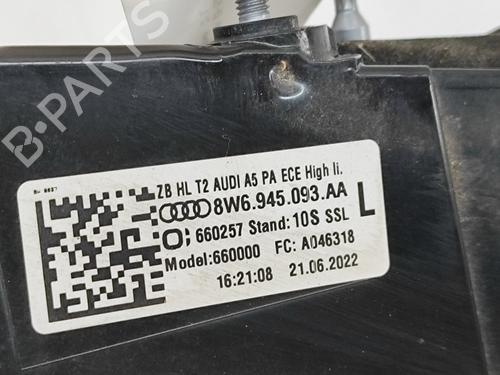 B-PARTS
ZB HL T2 AUDI A5 PA ECE High li.
8W6.945.093.AA
660257 Stand: 10S SSL L
Model:660000 FC: A046318
16:21:08 21.06.2022